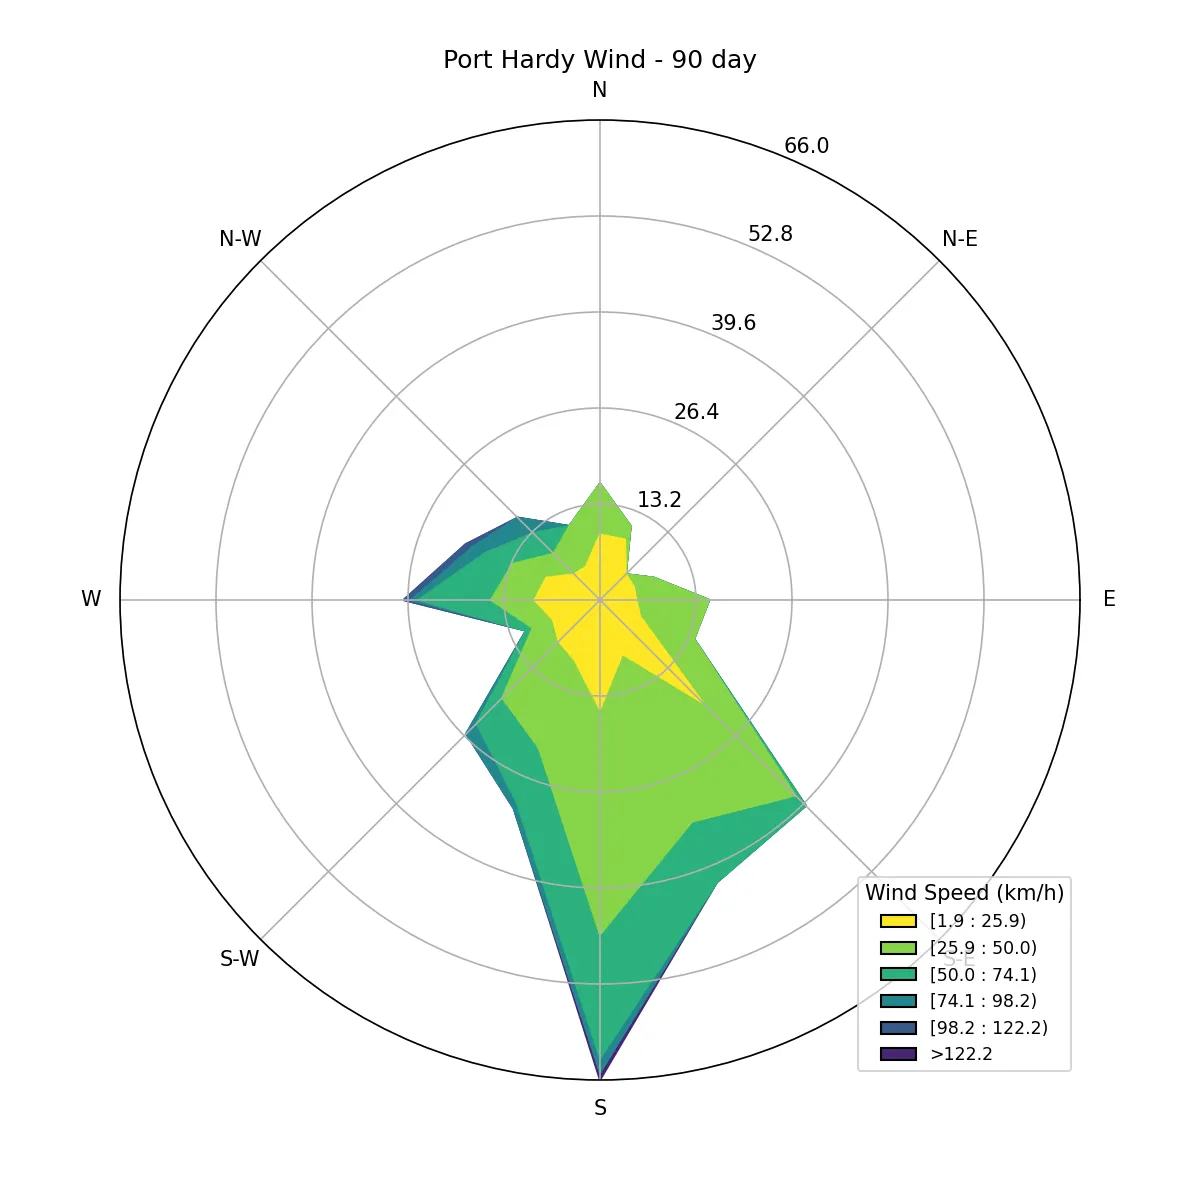 Port Hardy Wind - 90 day
N
66.0
N-W
52.8
N-E
39.6
26.4
13.2
W
E
S-W
S-E
S
Wind Speed (km/h)
[1.9 : 25.9)
[25.9 : 50.0)
[50.0 : 74.1)
[74.1 : 98.2)
[98.2 : 122.2)
>122.2